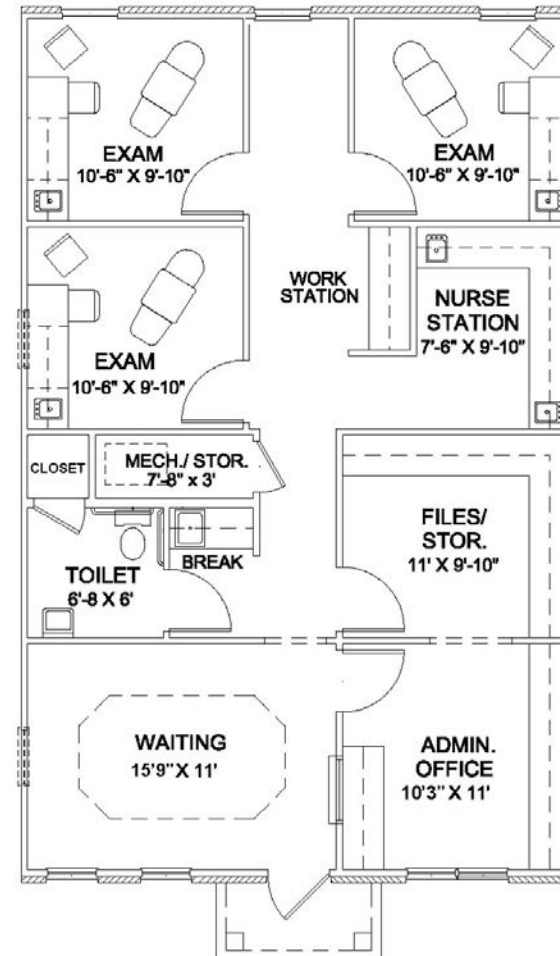 EXAM
10'-6" X 9'-10"
EXAM
10'-6" X 9'-10"
WORK
STATION
NURSE
STATION
7'-6" X 9'-10"
EXAM
10'-6" X 9'-10"
CLOSET
MECH./ STOR.
7'-8" x 3'
FILES/
STOR.
11' X 9'-10"
BREAK
TOILET
6'-8 X 6'
WAITING
15'9" X 11'
ADMIN.
OFFICE
10'3" X 11'